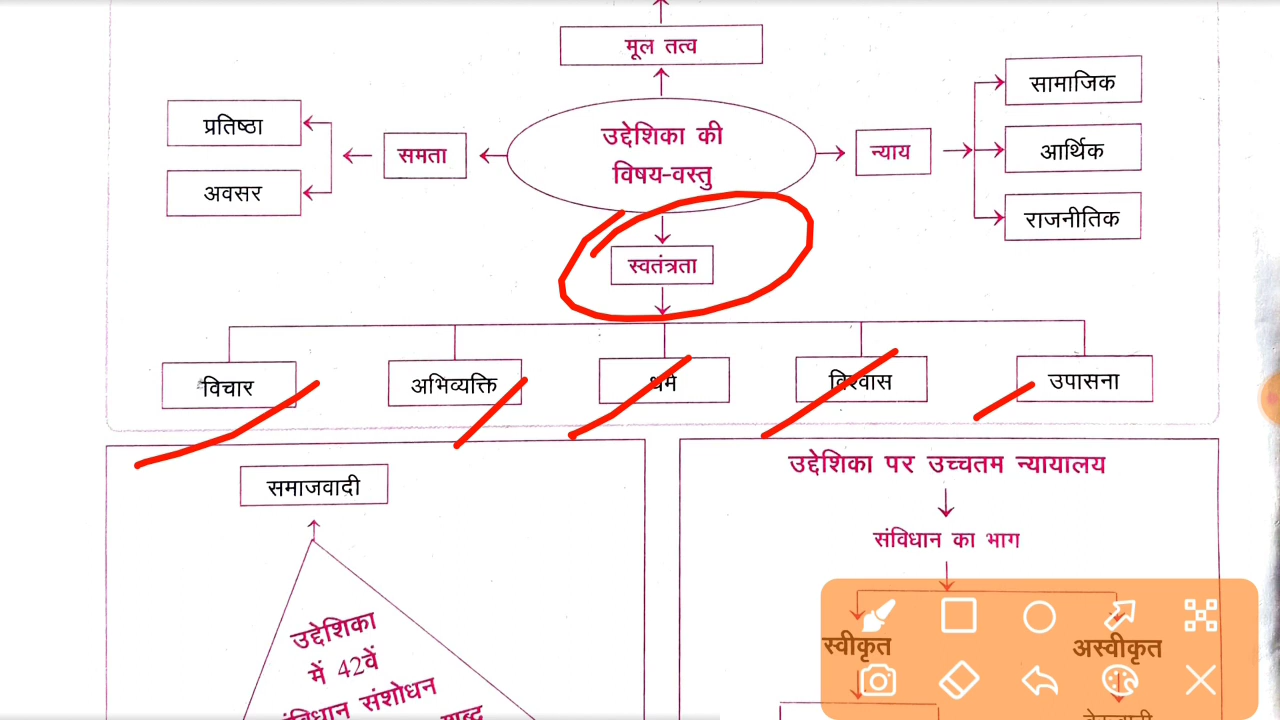 मूल तत्व
सामाजिक
प्रतिष्ठा
उद्देशिका की
विषय-वस्तु
समता
न्याय
आर्थिक
अवसर
राजनीतिक
स्वतंत्रता
विचार
अभिव्यक्ति
धर्म
विश्वास
उपासना
समाजवादी
उद्देशिका पर उच्चतम न्यायालय
संविधान का भाग
उद्देशिका
में 42वें
संविधान संशोधन
शब्द
स्वीकृत
अस्वीकृत